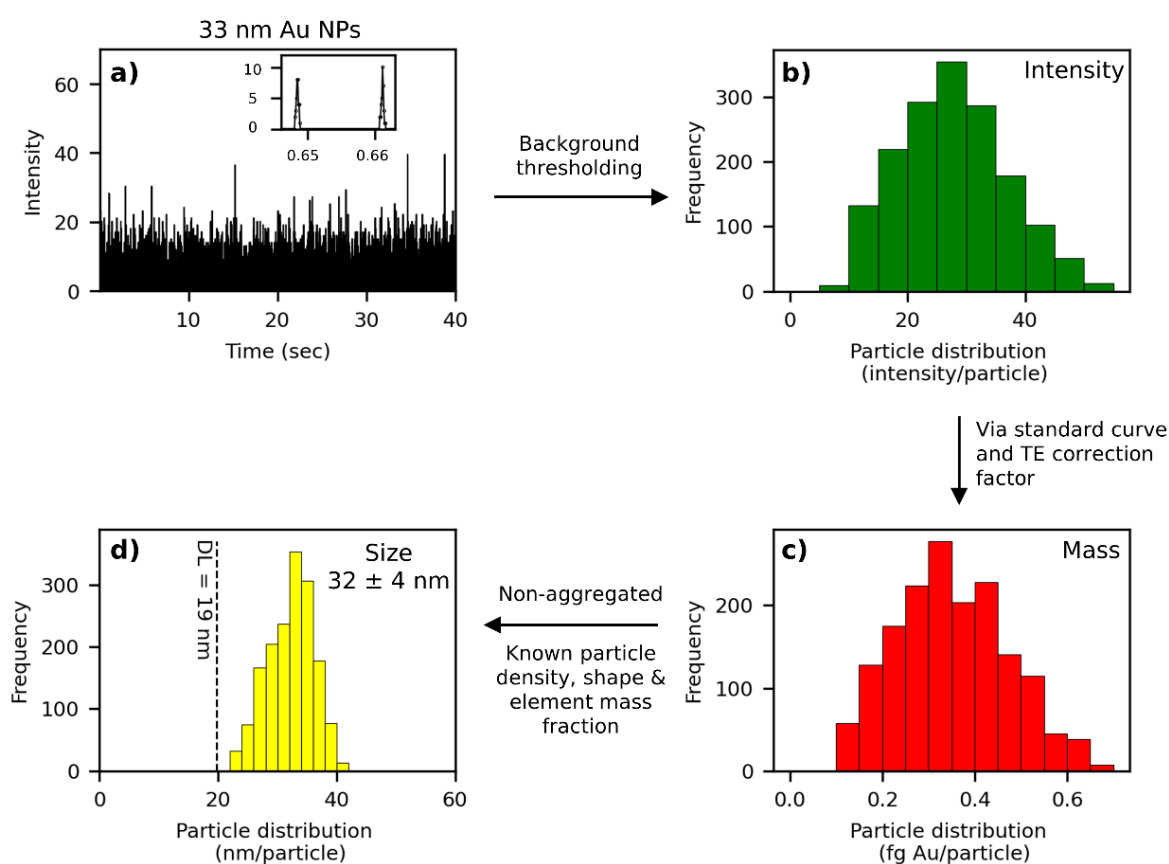 33 nm Au NPs
a)
Intensity
60
40
20
0
10
5
0
0.65
0.66
10
20
30
40
Time (sec)
Background
thresholding
b)
Intensity
Frequency
300
200
100
0
0
20
40
Particle distribution
(intensity/particle)
Via standard curve
and TE correction
factor
c)
Mass
Frequency
200
100
0
0.0
0.2
0.4
0.6
Particle distribution
(fg Au/particle)
Non-aggregated
Known particle
density, shape &
element mass
fraction
d)
Size
32 ± 4 nm
DL = 19 nm
Frequency
300
200
100
0
0
20
40
60
Particle distribution
(nm/particle)